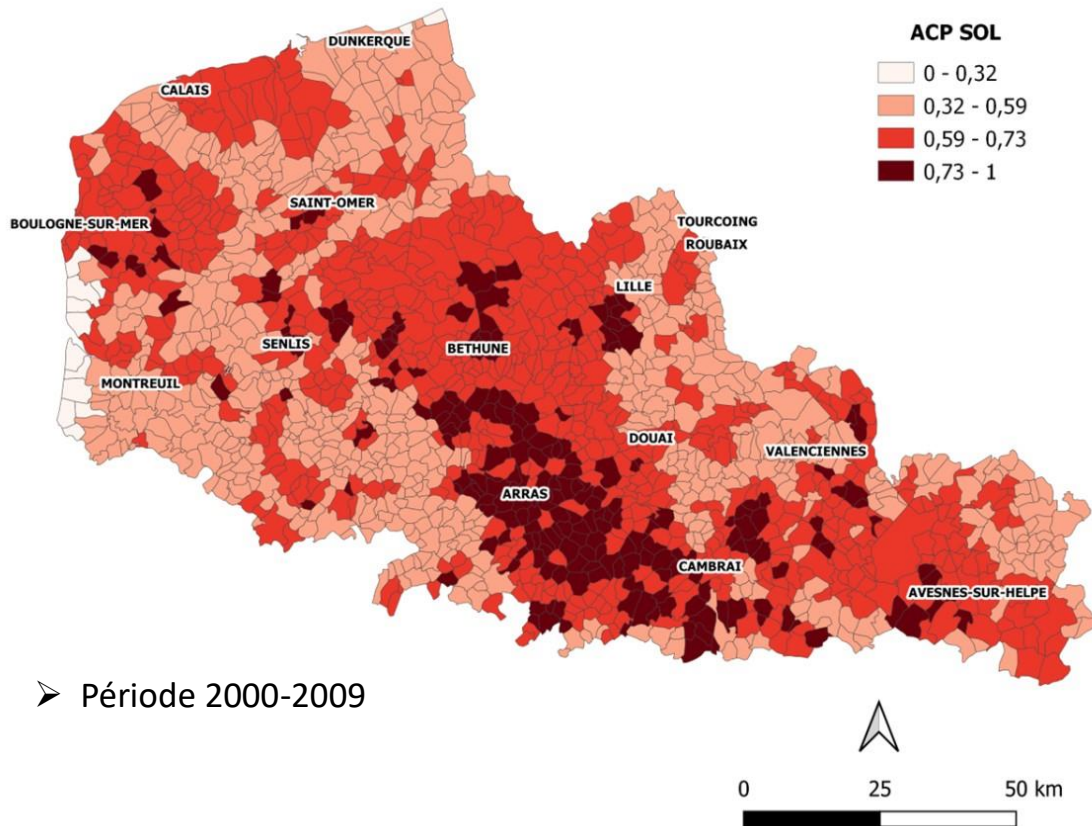 DUNKERQUE
ACP SOL
0 - 0,32
0,32 - 0,59
0,59 - 0,73
0,73 - 1
CALAIS
SAINT-OMER
BOULOGNE-SUR-MER
TOURCOING
ROUBAIX
LILLE
SENLIS
BETHUNE
MONTREUIL
DOUAI
VALENCIENNES
ARRAS
CAMBRAI
AVESNES-SUR-HELPE
➢ Période 2000-2009
0 25 50 km